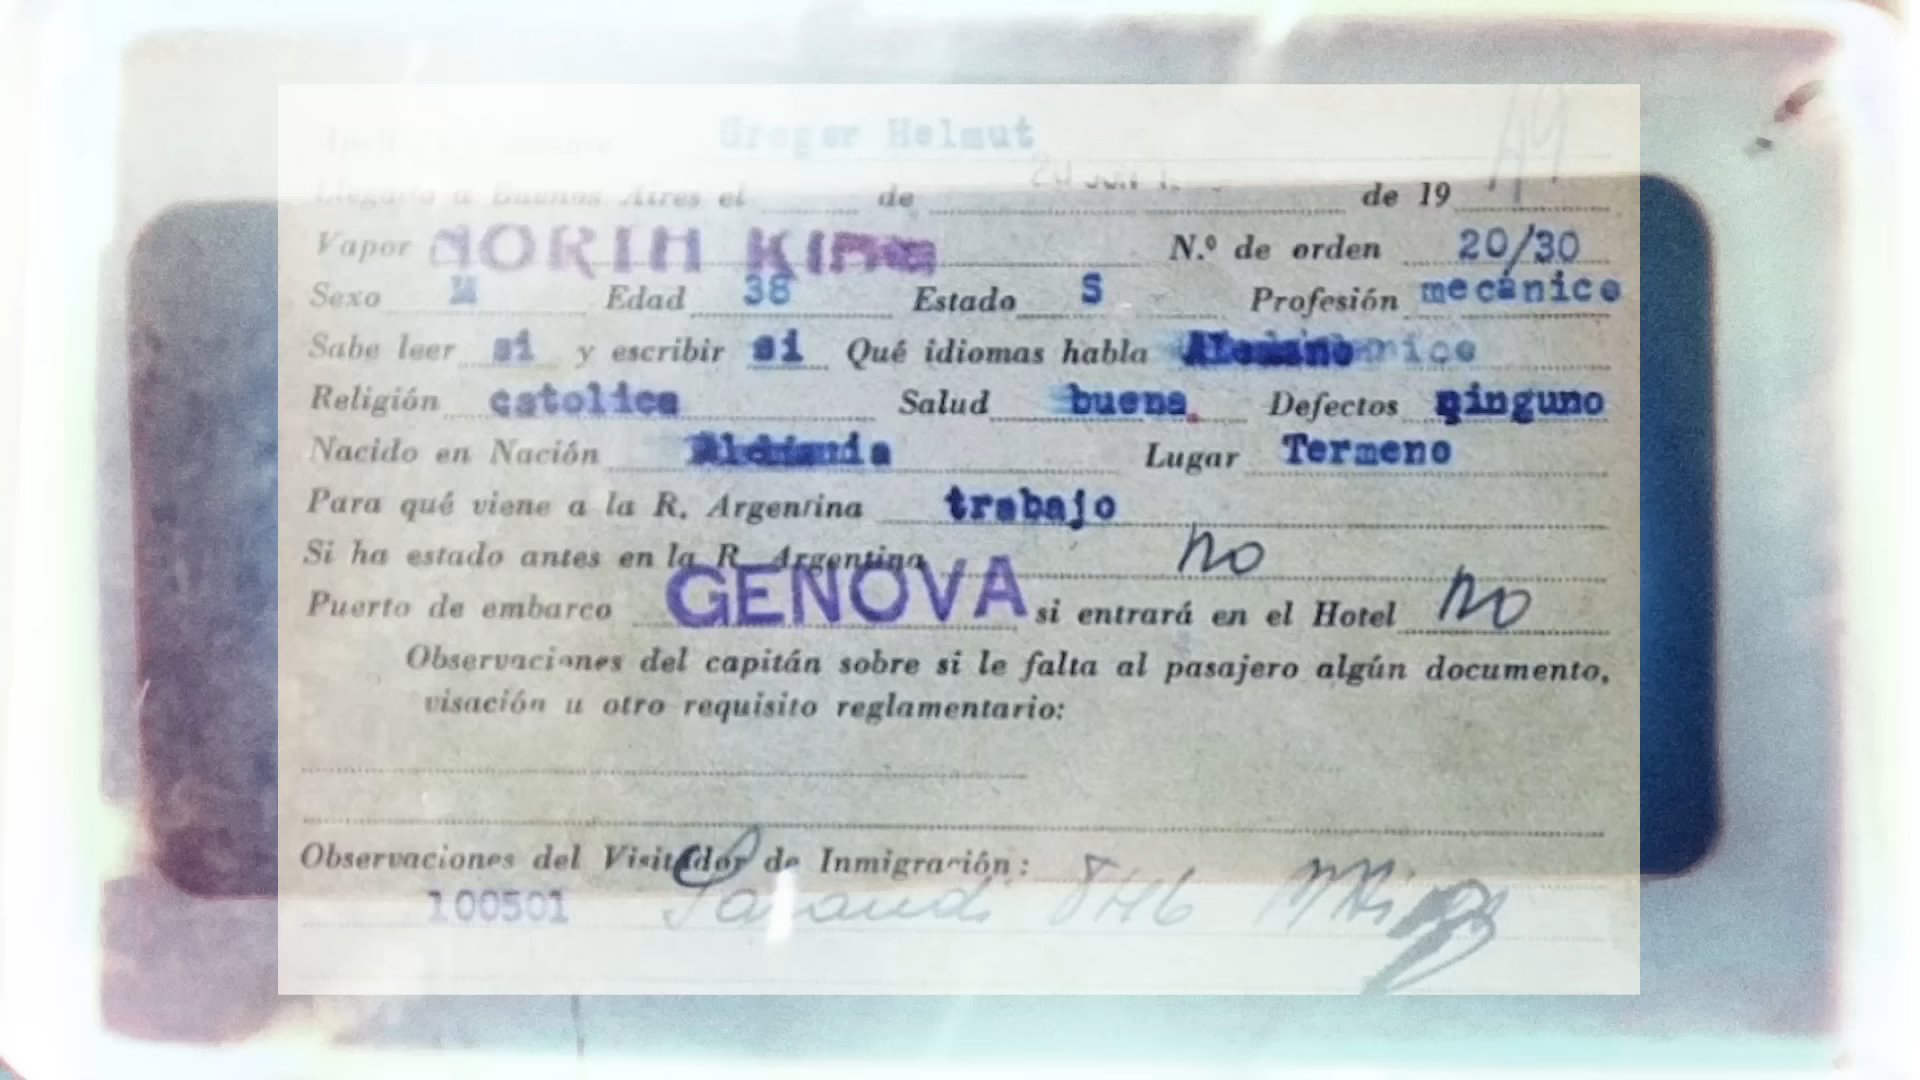 Gregor Helmut
Llegada a Buenos Aires el de de 19 49
Vapor NORTH KING N.º de orden 20/30
Sexo M Edad 38 Estado S Profesión mecánico
Sabe leer si y escribir si Qué idiomas habla
Religión catolica Salud buena. Defectos ninguno
Nacido en Nación Lugar Termeno
Para qué viene a la R. Argentina trabajo
Si ha estado antes en la R. Argentina no
Puerto de embarco GENOVA si entrará en el Hotel no
Observaciones del capitán sobre si le falta al pasajero algún documento,
visación u otro requisito reglamentario:
Observaciones del Visitador de Inmigración:
100501